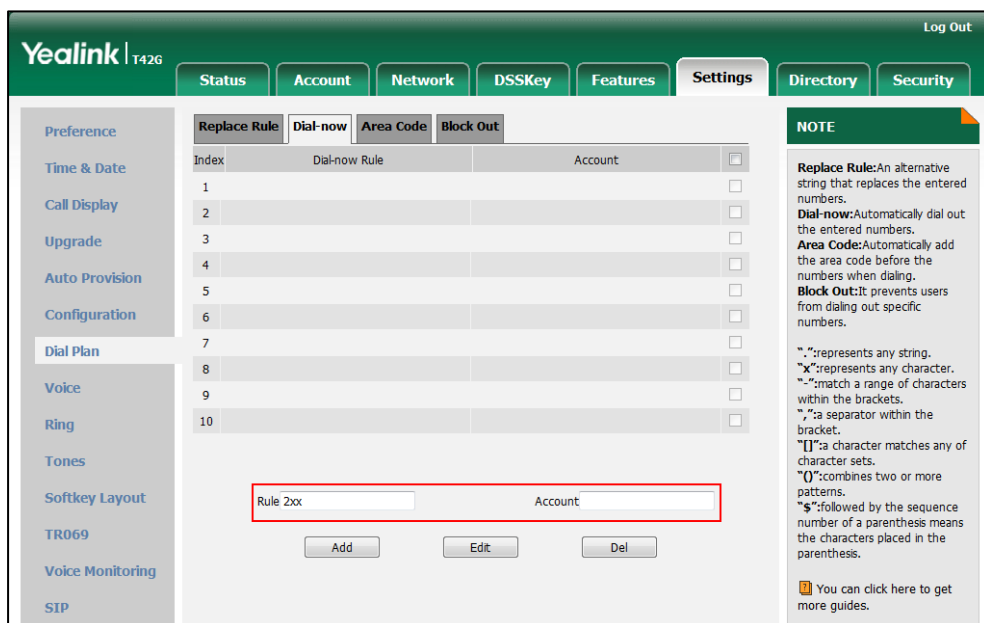 Log Out
Yealink | T42G
Status Account Network DSSKey Features Settings Directory Security
Preference
Time & Date
Call Display
Upgrade
Auto Provision
Configuration
Dial Plan
Voice
Ring
Tones
Softkey Layout
TR069
Voice Monitoring
SIP
Replace Rule Dial-now Area Code Block Out
Index Dial-now Rule Account
1
2
3
4
5
6
7
8
9
10
Rule 2xx Account
Add Edit Del
NOTE
Replace Rule:An alternative
string that replaces the entered
numbers.
Dial-now:Automatically dial out
the entered numbers.
Area Code:Automatically add
the area code before the
numbers when dialing.
Block Out:It prevents users
from dialing out specific
numbers.
".":represents any string.
"x":represents any character.
"-":match a range of characters
within the brackets.
",":a separator within the
bracket.
"[]":a character matches any of
character sets.
"()":combines two or more
patterns.
"$":followed by the sequence
number of a parenthesis means
the characters placed in the
parenthesis.
You can click here to get
more guides.